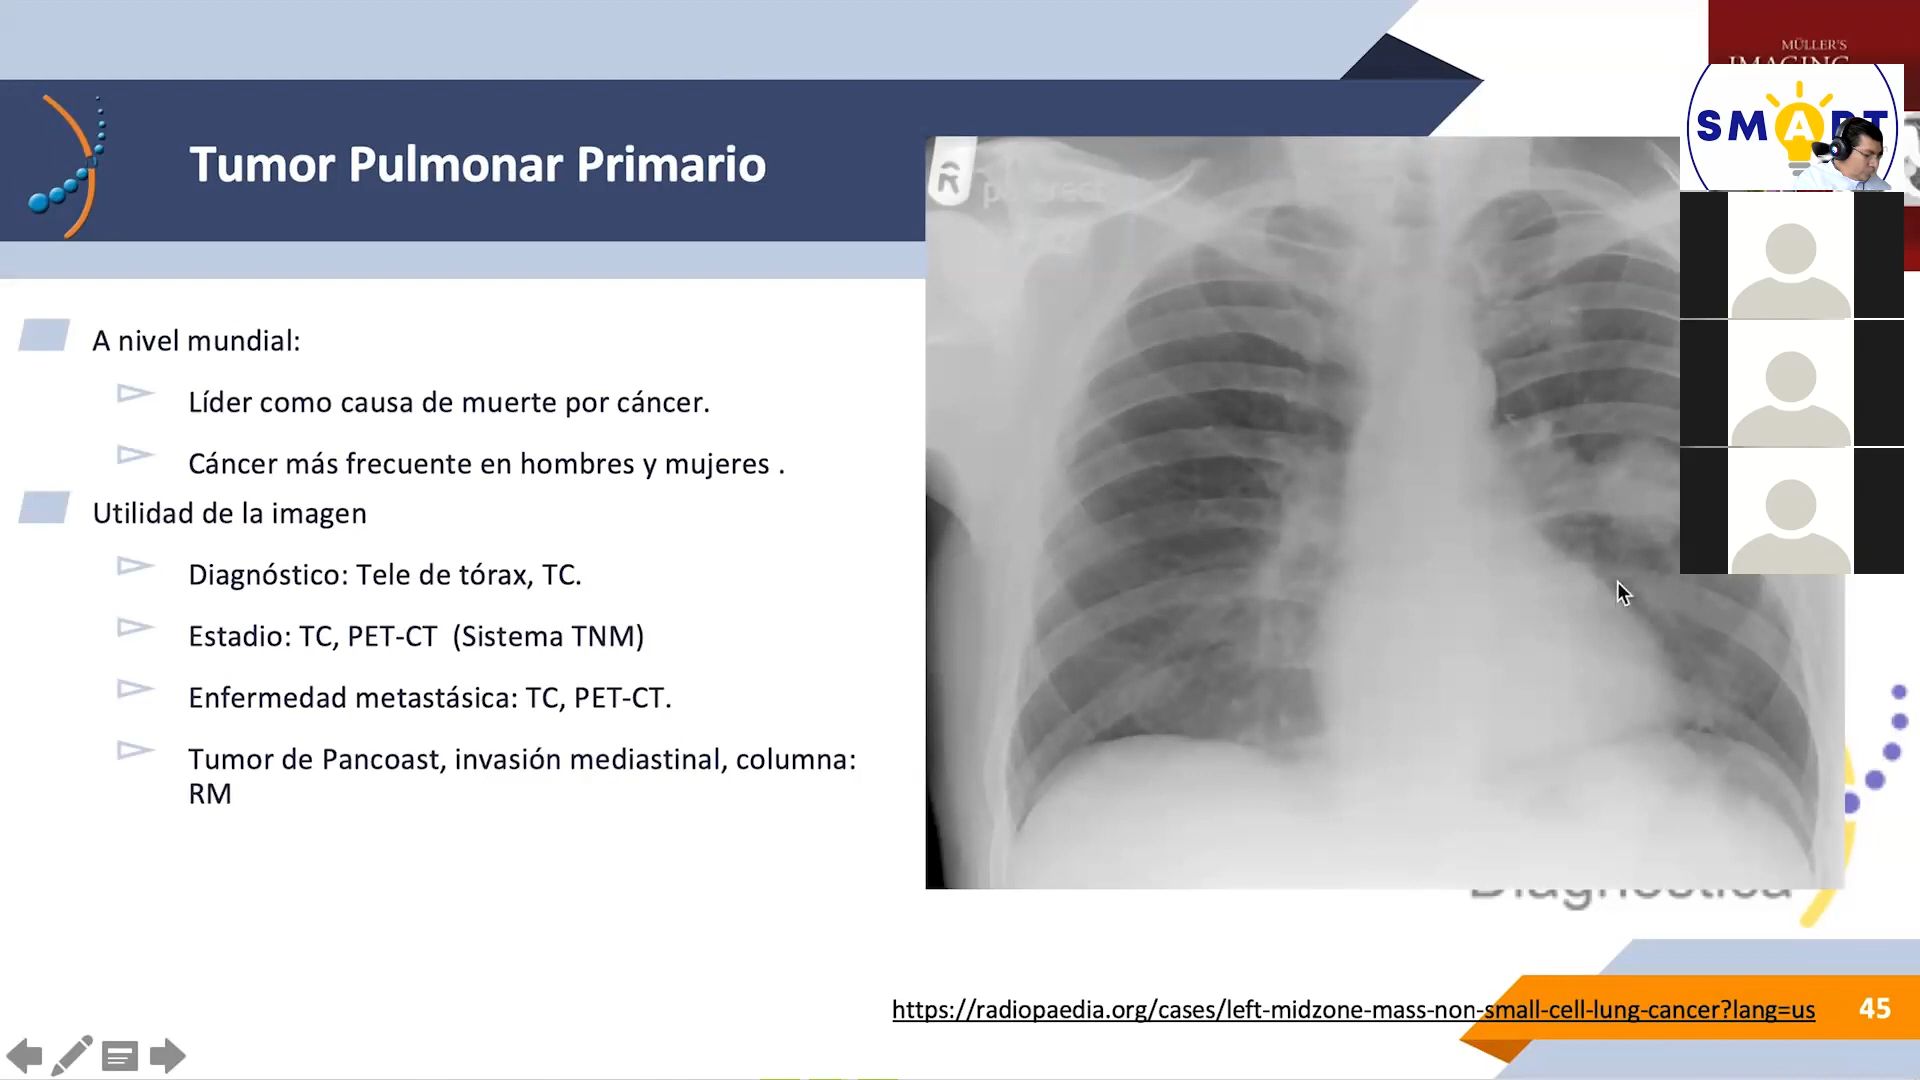 MÜLLER'S
IMAGING
SMART
Tumor Pulmonar Primario
A nivel mundial:
Líder como causa de muerte por cáncer.
Cáncer más frecuente en hombres y mujeres .
Utilidad de la imagen
Diagnóstico: Tele de tórax, TC.
Estadio: TC, PET-CT (Sistema TNM)
Enfermedad metastásica: TC, PET-CT.
Tumor de Pancoast, invasión mediastinal, columna:
RM
Diagnóstica
https://radiopaedia.org/cases/left-midzone-mass-non-small-cell-lung-cancer?lang=us
45